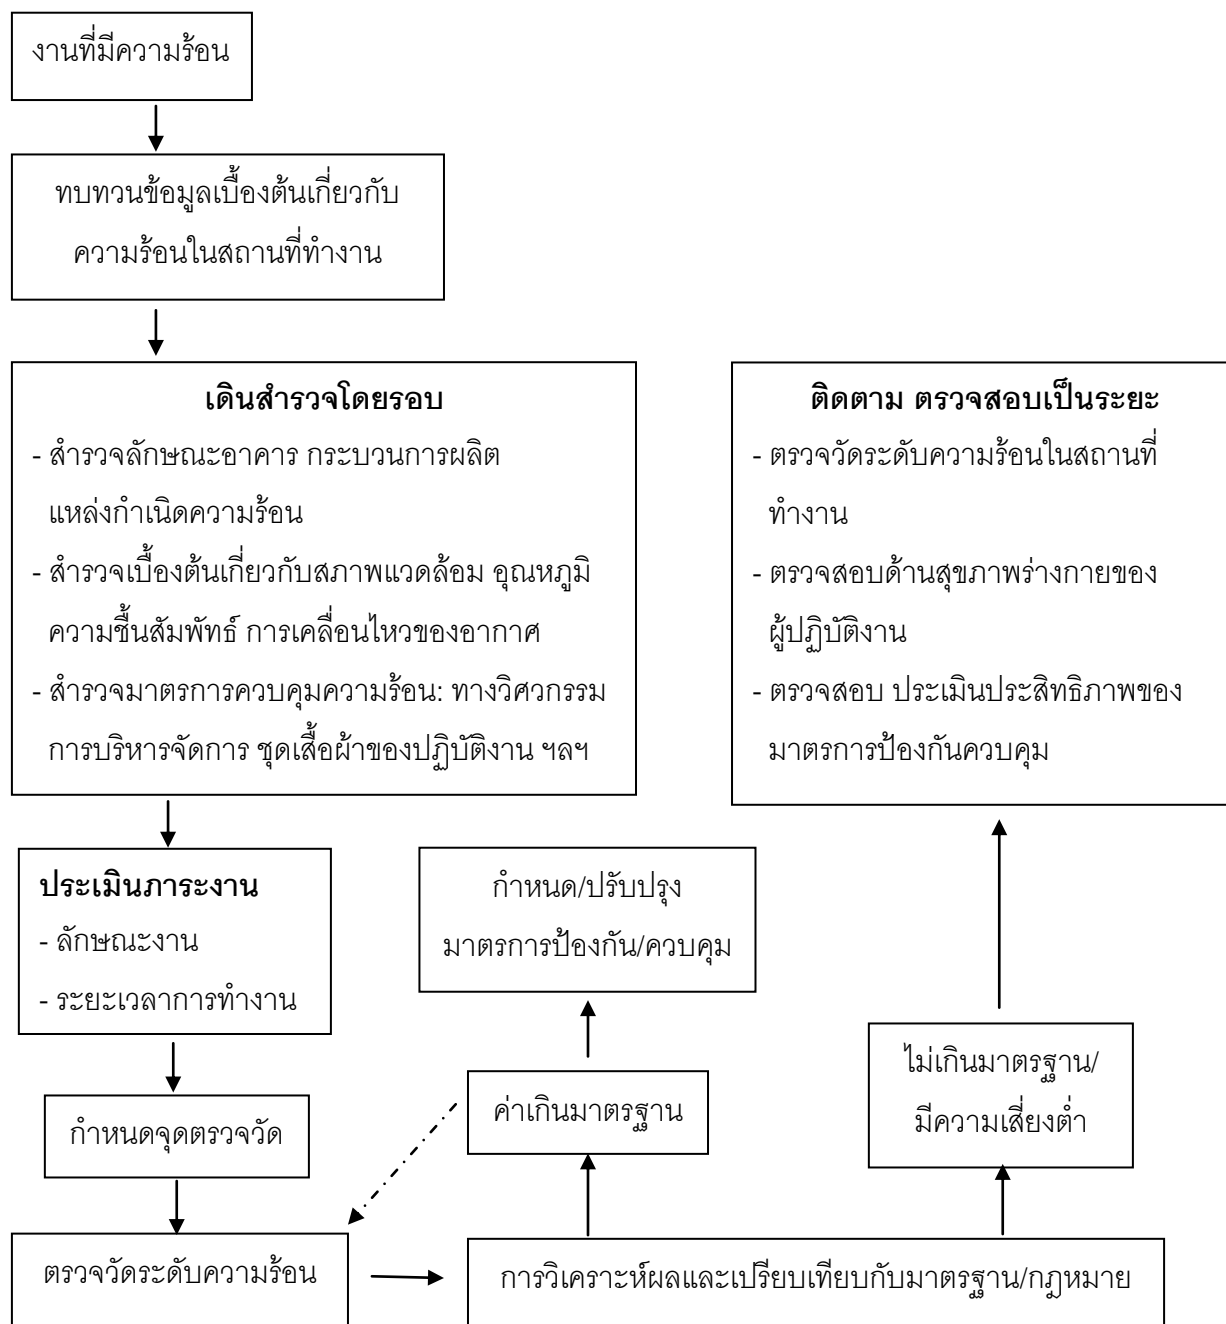 งานที่มีความร้อน
ทบทวนข้อมูลเบื้องต้นเกี่ยวกับ
ความร้อนในสถานที่ทำงาน
เดินสำรวจโดยรอบ
- สำรวจลักษณะอาคาร กระบวนการผลิต
แหล่งกำเนิดความร้อน
- สำรวจเบื้องต้นเกี่ยวกับสภาพแวดล้อม อุณหภูมิ
ความชื้นสัมพัทธ์ การเคลื่อนไหวของอากาศ
- สำรวจมาตรการควบคุมความร้อน: ทางวิศวกรรม
การบริหารจัดการ ชุดเสื้อผ้าของปฏิบัติงาน ฯลฯ
ติดตาม ตรวจสอบเป็นระยะ
- ตรวจวัดระดับความร้อนในสถานที่
ทำงาน
- ตรวจสอบด้านสุขภาพร่างกายของ
ผู้ปฏิบัติงาน
- ตรวจสอบ ประเมินประสิทธิภาพของ
มาตรการป้องกันควบคุม
ประเมินภาระงาน
- ลักษณะงาน
- ระยะเวลาการทำงาน
กำหนด/ปรับปรุง
มาตรการป้องกัน/ควบคุม
ไม่เกินมาตรฐาน/
มีความเสี่ยงต่ำ
ค่าเกินมาตรฐาน
กำหนดจุดตรวจวัด
ตรวจวัดระดับความร้อน
การวิเคราะห์ผลและเปรียบเทียบกับมาตรฐาน/กฎหมาย